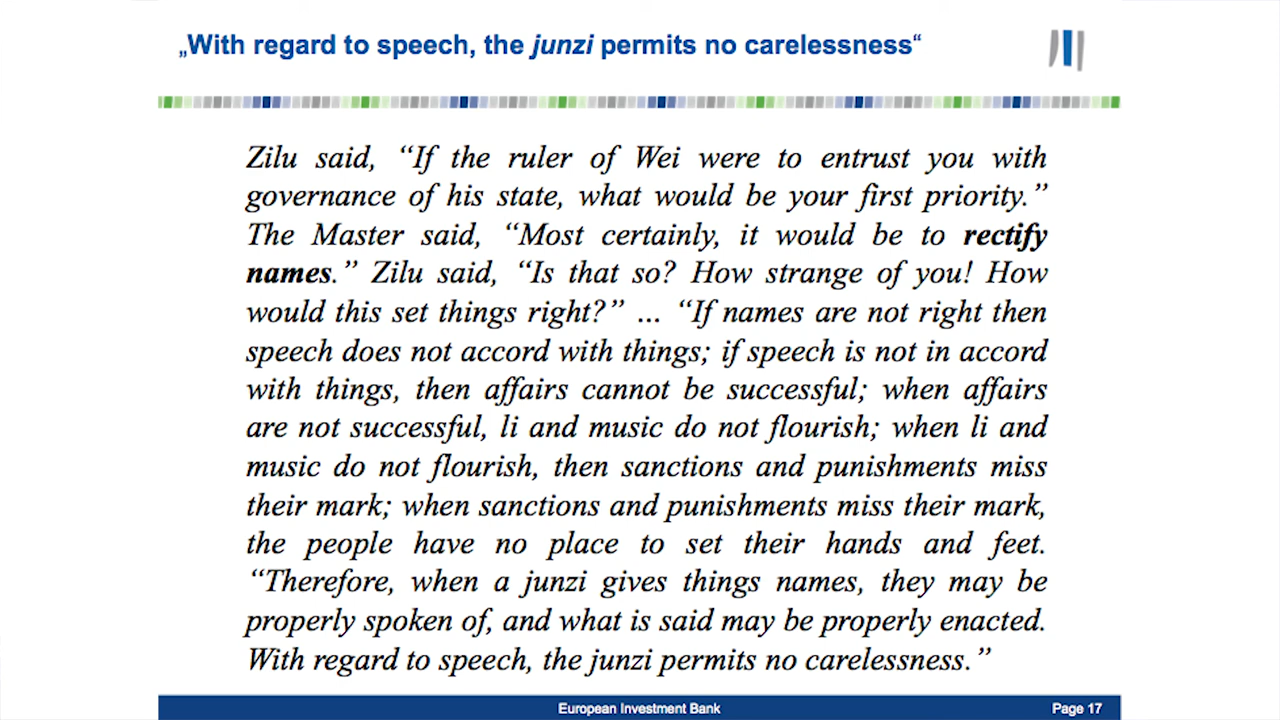 „With regard to speech, the junzi permits no carelessness“
Zilu said, “If the ruler of Wei were to entrust you with
governance of his state, what would be your first priority.”
The Master said, “Most certainly, it would be to rectify
names.” Zilu said, “Is that so? How strange of you! How
would this set things right?” ... “If names are not right then
speech does not accord with things; if speech is not in accord
with things, then affairs cannot be successful; when affairs
are not successful, li and music do not flourish; when li and
music do not flourish, then sanctions and punishments miss
their mark; when sanctions and punishments miss their mark,
the people have no place to set their hands and feet.
“Therefore, when a junzi gives things names, they may be
properly spoken of, and what is said may be properly enacted.
With regard to speech, the junzi permits no carelessness.”
European Investment Bank Page 17